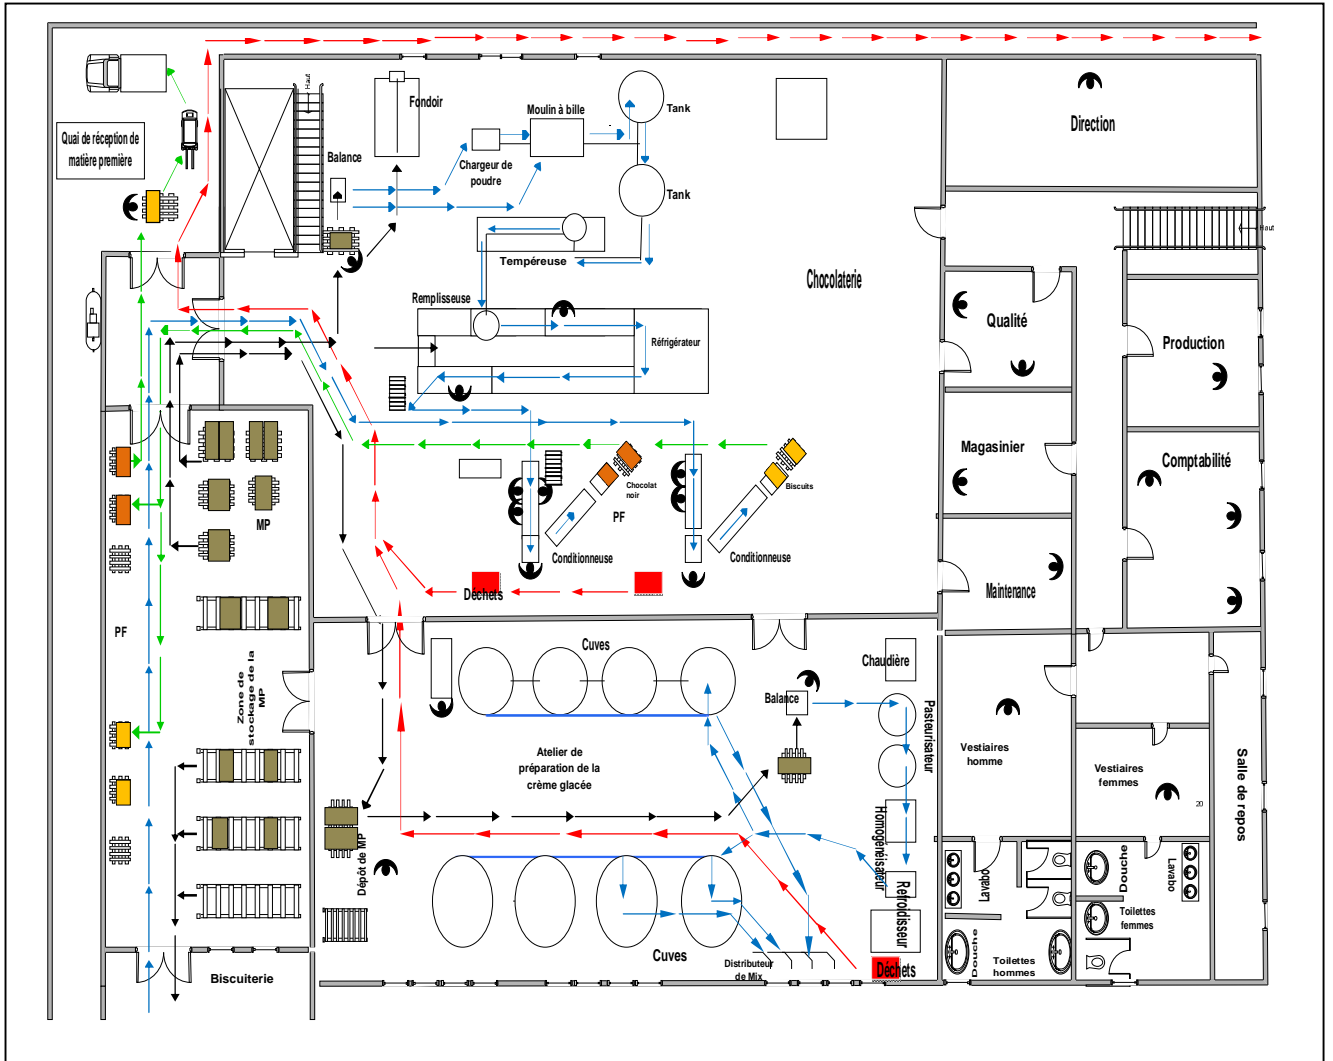 Haut
Fondoir
Moulin à bille
Tank
Direction
Quai de réception de
matière première
Balance
Chargeur de
poudre
Tank
Haut
Tempéreuse
Chocolaterie
Remplisseuse
Qualité
Production
Réfrigérateur
Magasinier
Comptabilité
Chocolat
noir
Biscuits
MP
PF
Conditionneuse
Conditionneuse
Maintenance
Déchets
PF
Cuves
Chaudière
Zone de
stockage de la
MP
Balance
Pasteurisateur
Atelier de
préparation de la
crème glacée
Vestiaires
homme
Vestiaires
femmes
20
Salle de repos
Homogénéisateur
Dépôt de MP
Lavabo
Douche
Lavabo
Refroidisseur
Toilettes
femmes
Cuves
Distributeur
de Mix
Déchets
Douche
Toilettes
hommes
Biscuiterie